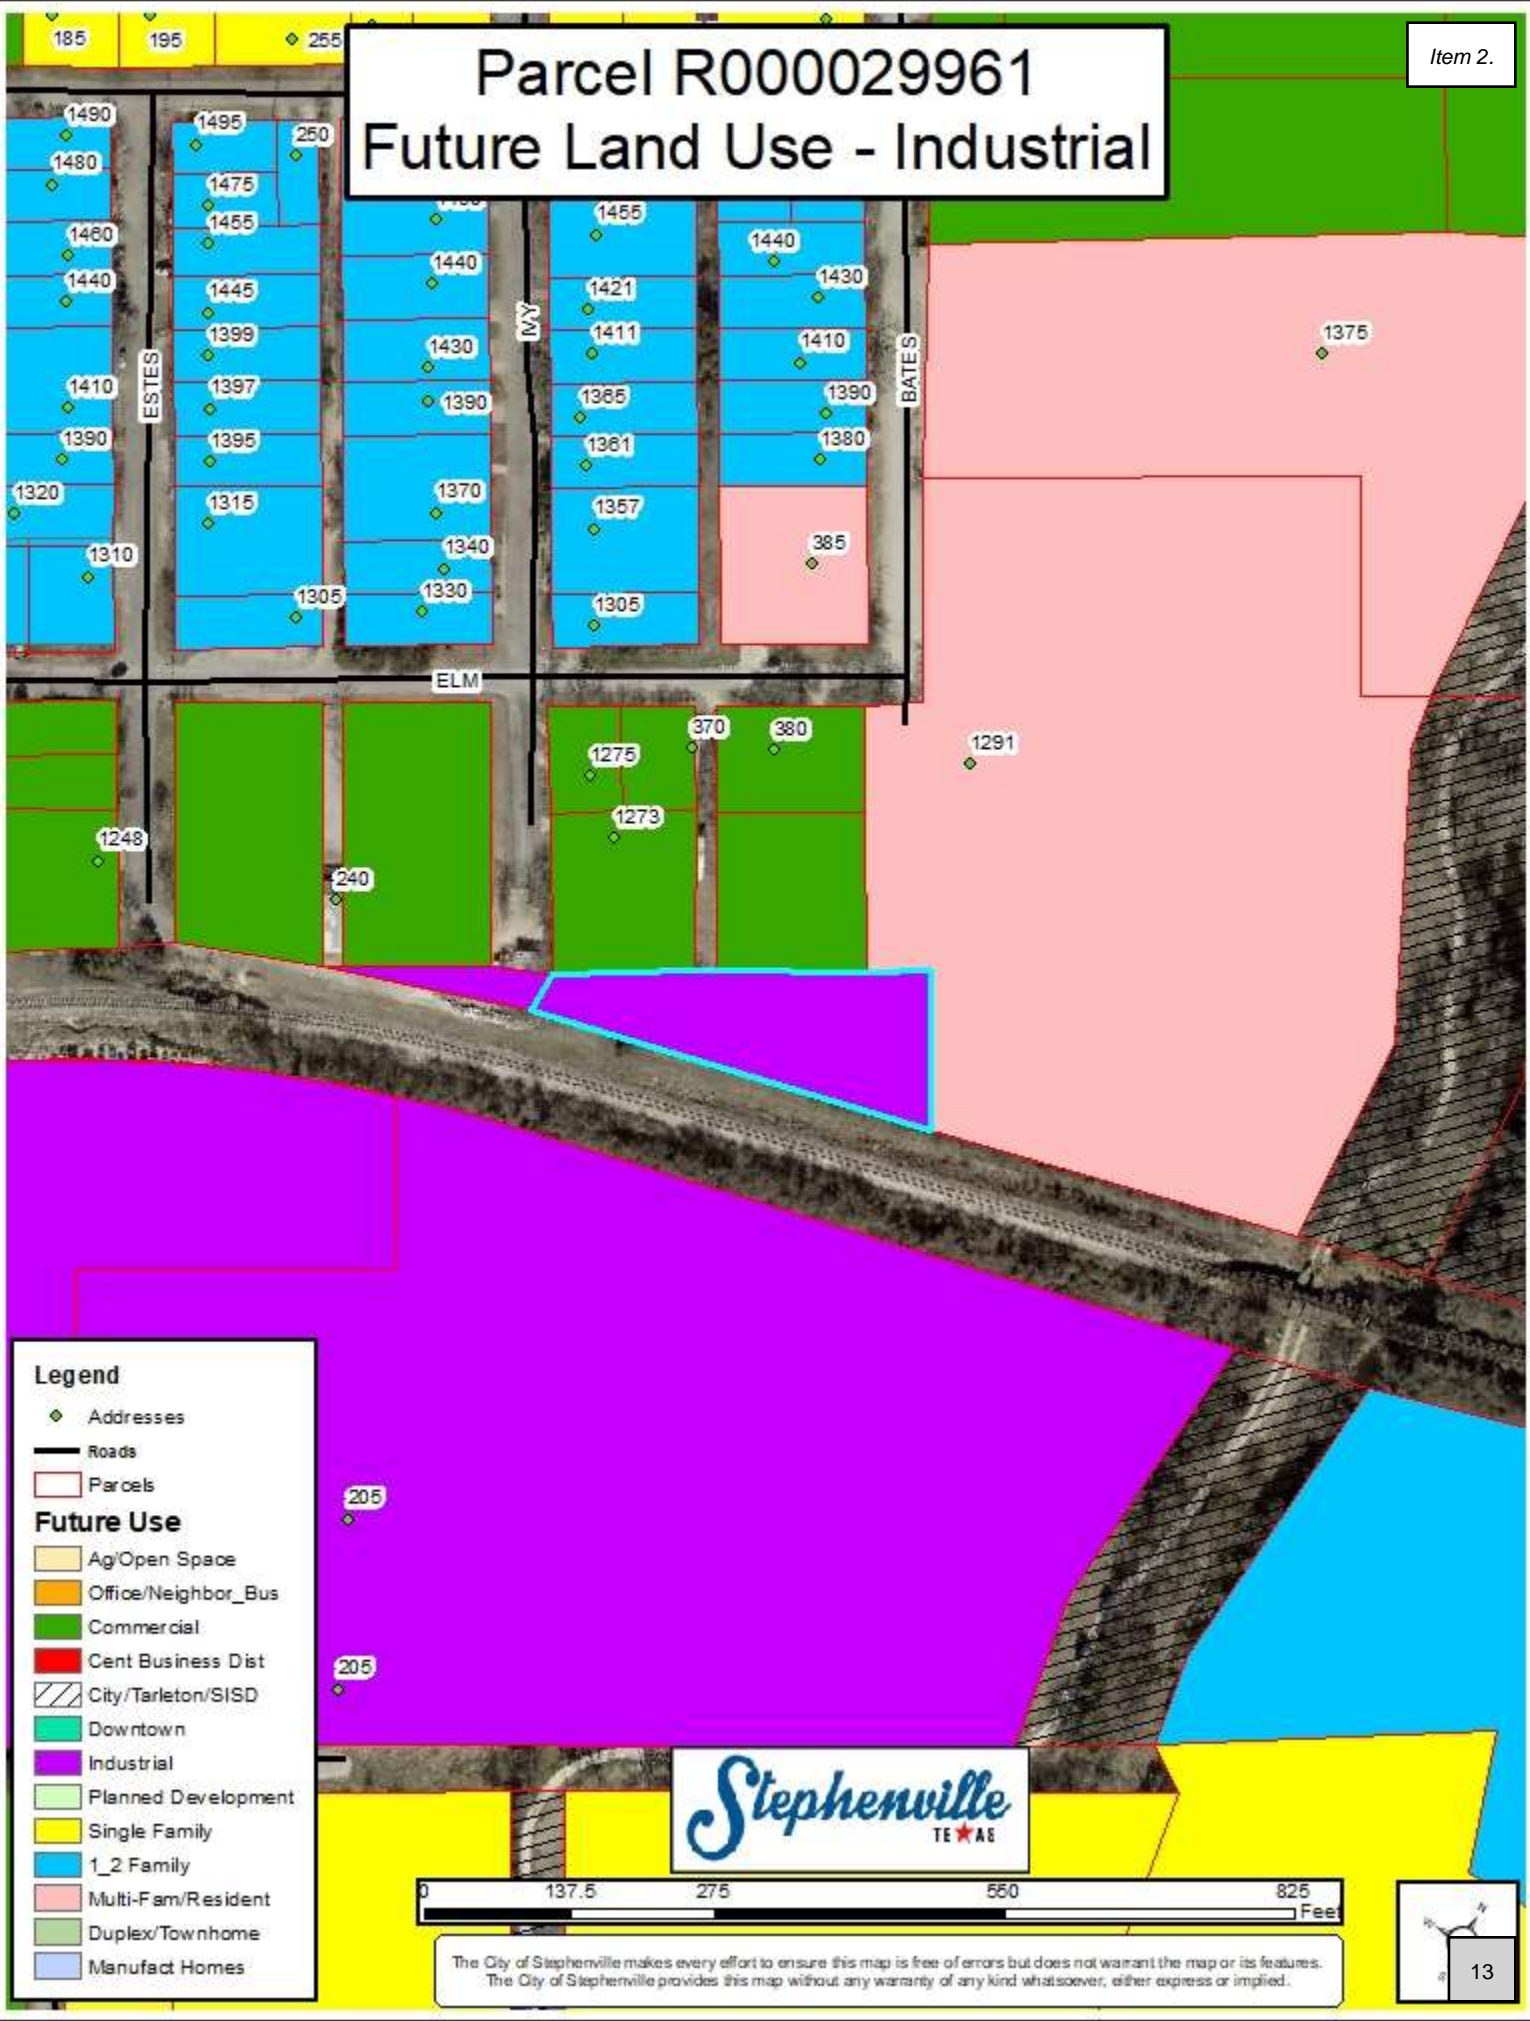 Item 2.
Parcel R000029961
Future Land Use - Industrial
185
195
255
1490
1480
1460
1440
1410
1390
1320
1310
ESTES
1495
250
1475
1455
1445
1399
1397
1395
1315
1305
1440
1430
1390
1370
1340
1330
IVY
1455
1421
1411
1365
1361
1357
1305
1440
1430
1410
1390
1380
385
BATES
1375
ELM
1291
370
380
1275
1273
1248
240
205
205
Legend
Addresses
Roads
Parcels
Future Use
Ag/Open Space
Office/Neighbor_Bus
Commercial
Cent Business Dist
City/Tarleton/SISD
Downtown
Industrial
Planned Development
Single Family
1_2 Family
Multi-Fam/Resident
Duplex/Townhome
Manufact Homes
Stephenville
TEXAS
0 137.5 275 550 825
Feet
The City of Stephenville makes every effort to ensure this map is free of errors but does not warrant the map or its features.
The City of Stephenville provides this map without any warranty of any kind whatsoever, either express or implied.
N
W
S
13